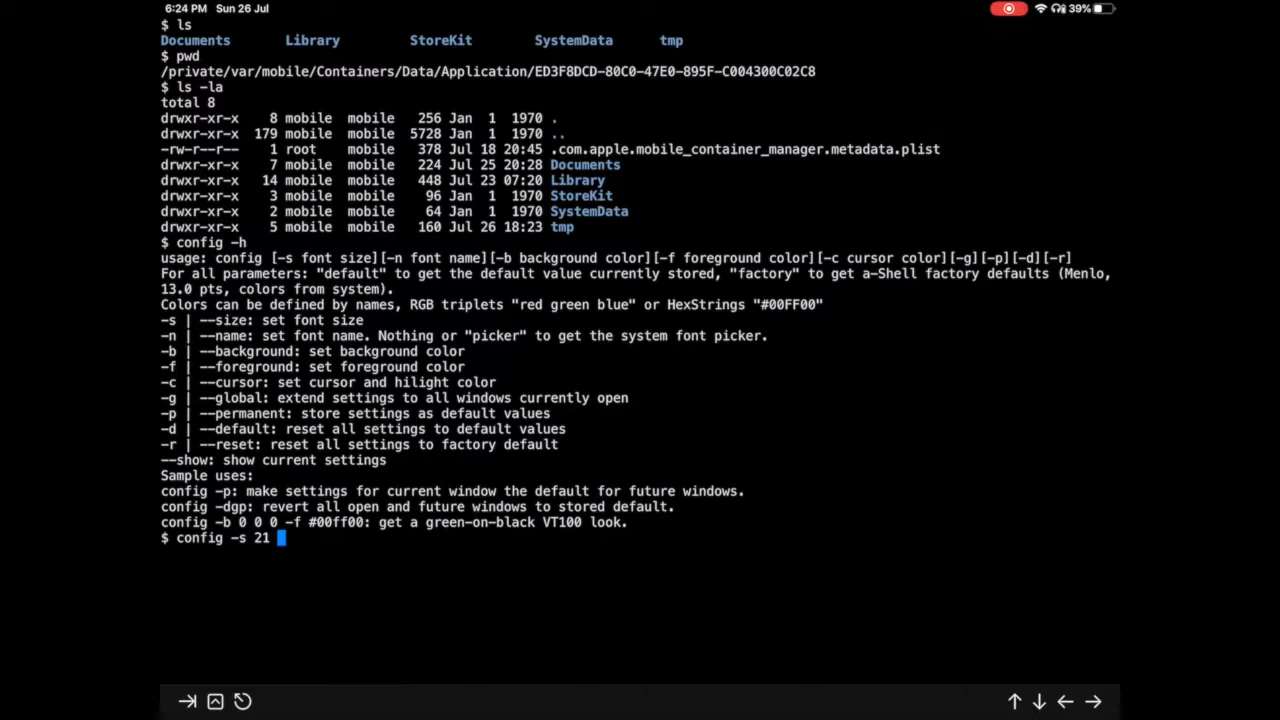 6:24 PM Sun 26 Jul 39%
$ ls
Documents Library StoreKit SystemData tmp
$ pwd
/private/var/mobile/Containers/Data/Application/ED3F8DCD-80C0-47E0-895F-C004300C02C8
$ ls -la
total 8
drwxr-xr-x 8 mobile mobile 256 Jan 1 1970 .
drwxr-xr-x 179 mobile mobile 5728 Jan 1 1970 ..
-rw-r--r-- 1 root mobile 378 Jul 18 20:45 .com.apple.mobile_container_manager.metadata.plist
drwxr-xr-x 7 mobile mobile 224 Jul 25 20:28 Documents
drwxr-xr-x 14 mobile mobile 448 Jul 23 07:20 Library
drwxr-xr-x 3 mobile mobile 96 Jan 1 1970 StoreKit
drwxr-xr-x 2 mobile mobile 64 Jan 1 1970 SystemData
drwxr-xr-x 5 mobile mobile 160 Jul 26 18:23 tmp
$ config -h
usage: config [-s font size][-n font name][-b background color][-f foreground color][-c cursor color][-g][-p][-d][-r]
For all parameters: "default" to get the default value currently stored, "factory" to get a-Shell factory defaults (Menlo,
13.0 pts, colors from system).
Colors can be defined by names, RGB triplets "red green blue" or HexStrings "#00FF00"
-s | --size: set font size
-n | --name: set font name. Nothing or "picker" to get the system font picker.
-b | --background: set background color
-f | --foreground: set foreground color
-c | --cursor: set cursor and hilight color
-g | --global: extend settings to all windows currently open
-p | --permanent: store settings as default values
-d | --default: reset all settings to default values
-r | --reset: reset all settings to factory default
--show: show current settings
Sample uses:
config -p: make settings for current window the default for future windows.
config -dgp: revert all open and future windows to stored default.
config -b 0 0 0 -f #00ff00: get a green-on-black VT100 look.
$ config -s 21